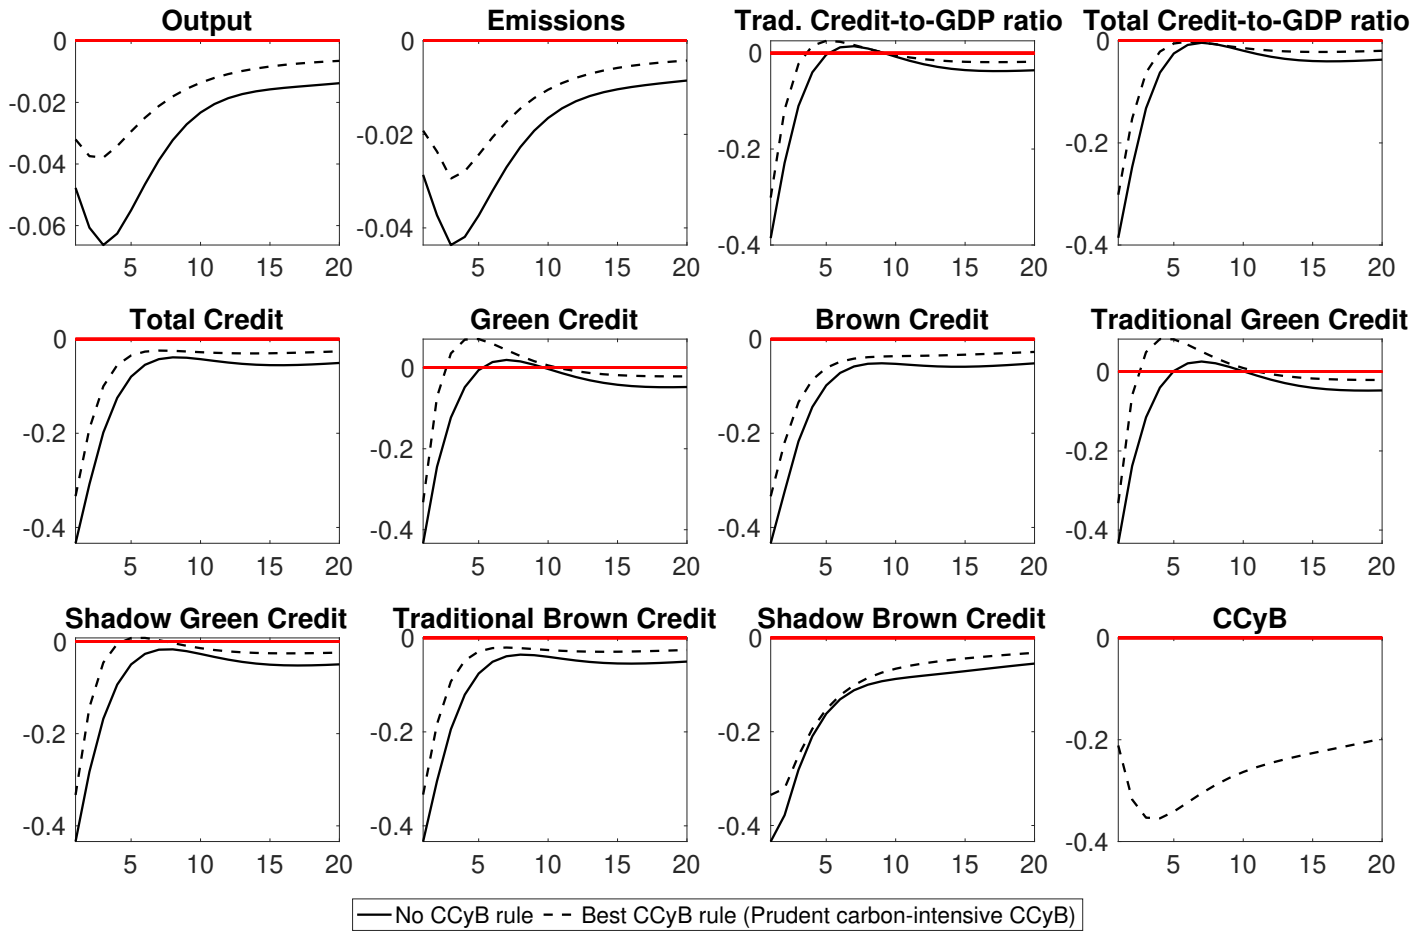 Output
Emissions
Trad. Credit-to-GDP ratio
Total Credit-to-GDP ratio
0
-0.02
-0.04
-0.06
5 10 15 20
0
-0.02
-0.04
5 10 15 20
0
-0.2
-0.4
5 10 15 20
0
-0.2
-0.4
5 10 15 20
Total Credit
Green Credit
Brown Credit
Traditional Green Credit
0
-0.2
-0.4
5 10 15 20
0
-0.2
-0.4
5 10 15 20
0
-0.2
-0.4
5 10 15 20
0
-0.2
-0.4
5 10 15 20
Shadow Green Credit
Traditional Brown Credit
Shadow Brown Credit
CCyB
0
-0.2
-0.4
5 10 15 20
0
-0.2
-0.4
5 10 15 20
0
-0.2
-0.4
5 10 15 20
0
-0.2
-0.4
5 10 15 20
No CCyB rule
Best CCyB rule (Prudent carbon-intensive CCyB)